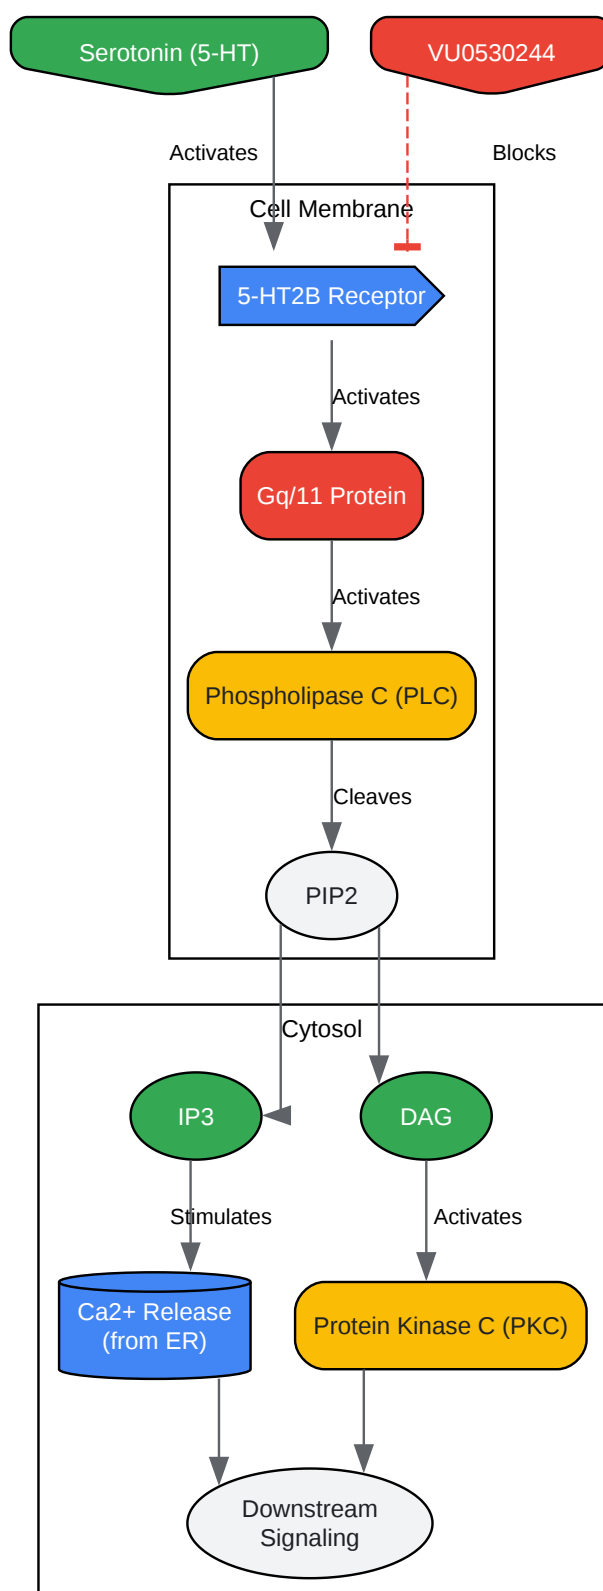 Serotonin (5-HT)
VU0530244
Activates
Blocks
Cell Membrane
5-HT2B Receptor
Activates
Gq/11 Protein
Activates
Phospholipase C (PLC)
Cleaves
PIP2
Cytosol
IP3
DAG
Stimulates
Activates
Ca2+ Release
(from ER)
Protein Kinase C (PKC)
Downstream
Signaling